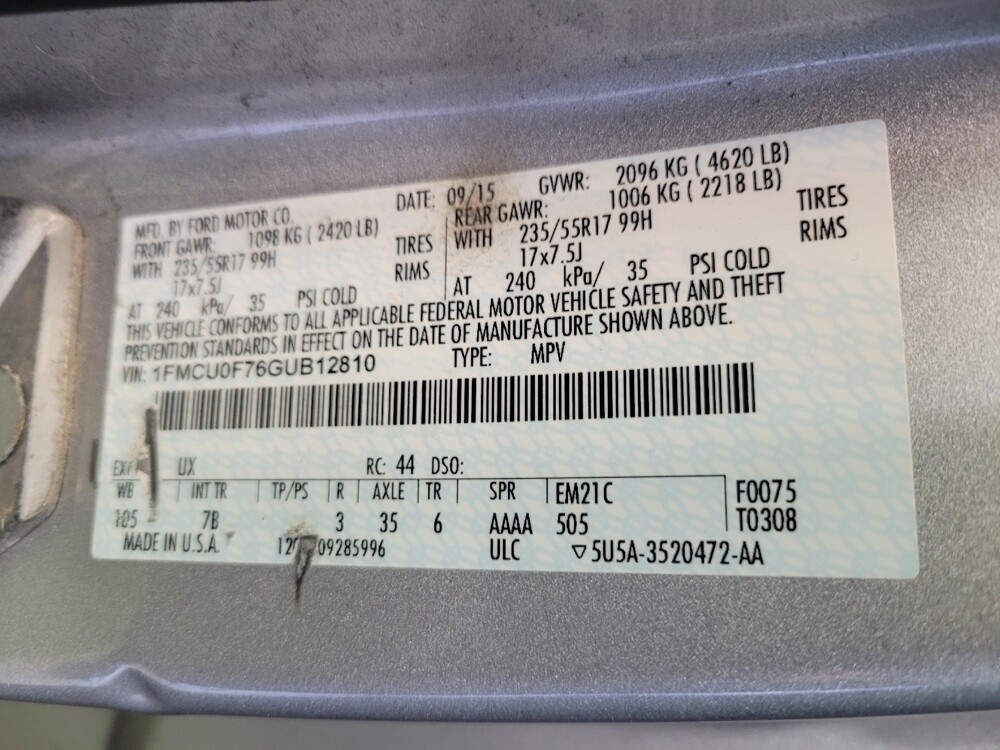 MFD. BY FORD MOTOR CO. DATE: 09/15 GVWR: 2096 KG ( 4620 LB)
FRONT GAWR: 1098 KG ( 2420 LB) REAR GAWR: 1006 KG ( 2218 LB)
WITH 235/55R17 99H TIRES WITH 235/55R17 99H TIRES
17x7.5J RIMS 17x7.5J RIMS
AT 240 kPa/ 35 PSI COLD AT 240 kPa/ 35 PSI COLD
THIS VEHICLE CONFORMS TO ALL APPLICABLE FEDERAL MOTOR VEHICLE SAFETY AND THEFT
PREVENTION STANDARDS IN EFFECT ON THE DATE OF MANUFACTURE SHOWN ABOVE.
VIN: 1FMCU0F76GUB12810 TYPE: MPV
UX RC: 44 DSO:
WB INT TR TP/PS R AXLE TR SPR EM21C F0075
105 7B 3 35 6 AAAA 505 T0308
MADE IN U.S.A. ULC ▽5U5A-3520472-AA